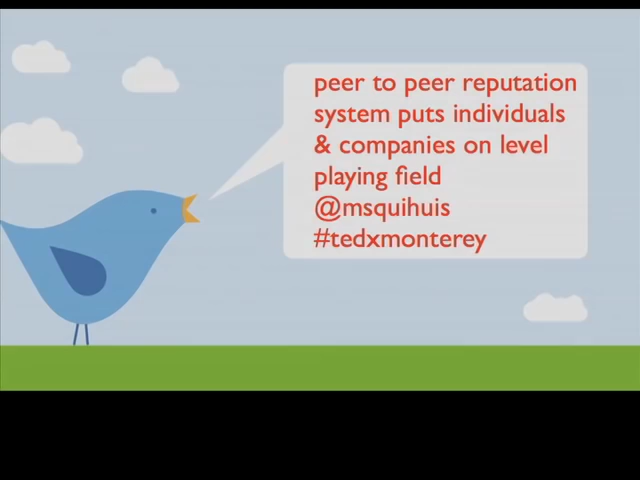 peer to peer reputation
system puts individuals
& companies on level
playing field
@msquihuis
#tedxmonterey